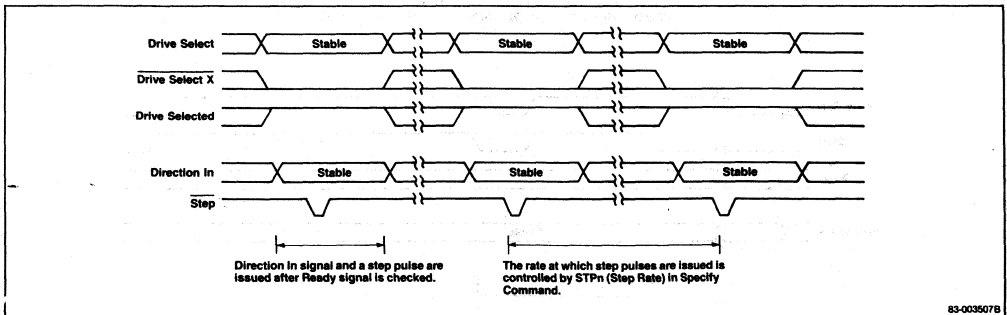 Drive Select
Stable
Stable
Stable
Drive Select X
Drive Selected
Direction In
Stable
Stable
Stable
Step
Direction In signal and a step pulse are
issued after Ready signal is checked.
The rate at which step pulses are issued is
controlled by STPn (Step Rate) in Specify
Command.
83-003507B